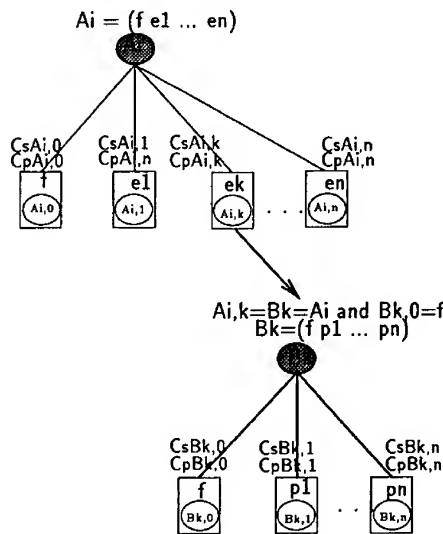 Ai = (f e1 ... en)
CsAi,0 CsAi,1 CsAi,k CsAi,n
CpAi,0 CpAi,n CpAi,k CpAi,n
f e1 ek en
Ai,0 Ai,1 Ai,k . . . Ai,n
Ai,k=Bk=Ai and Bk,0=f
Bk=(f p1 ... pn)
CsBk,0 CsBk,1 CsBk,n
CpBk,0 CpBk,1 CpBk,n
f p1 pn
Bk,0 Bk,1 . . . Bk,n